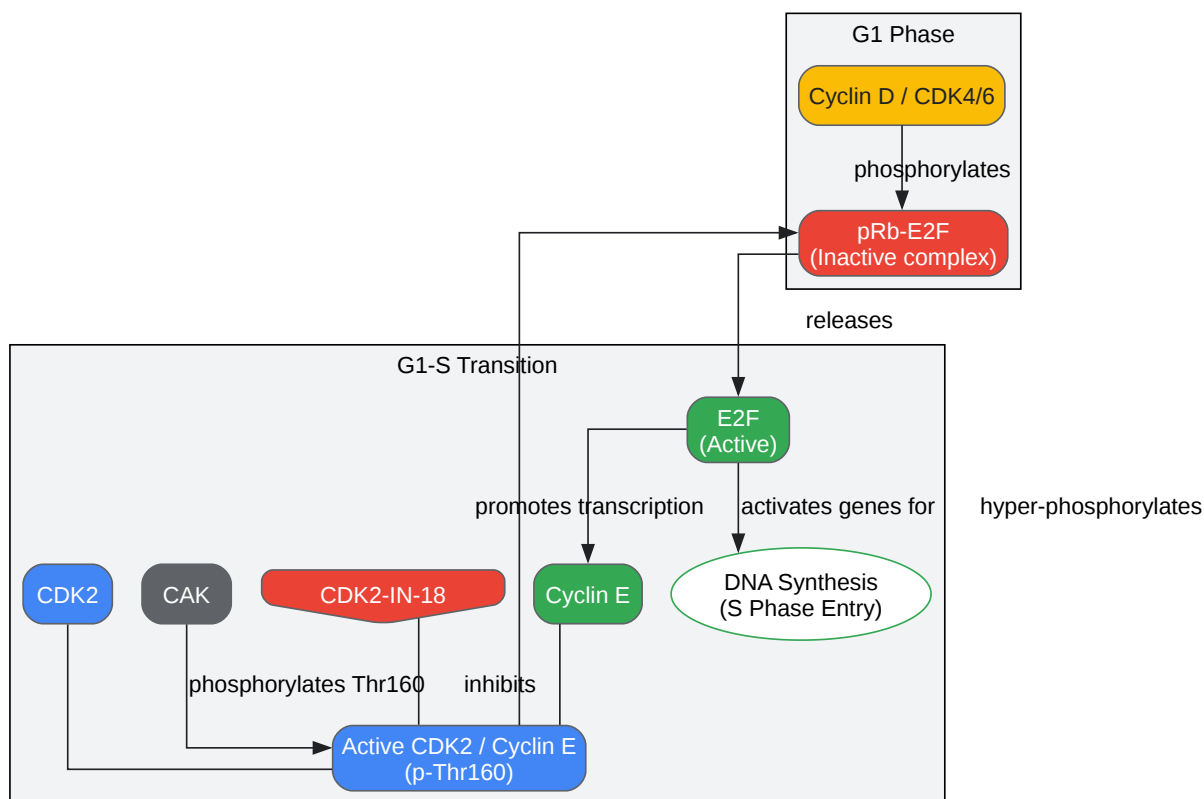 G1 Phase
Cyclin D / CDK4/6
phosphorylates
pRb-E2F
(Inactive complex)
releases
G1-S Transition
E2F
(Active)
promotes transcription
activates genes for
hyper-phosphorylates
CDK2
CAK
CDK2-IN-18
Cyclin E
DNA Synthesis
(S Phase Entry)
phosphorylates Thr160
inhibits
Active CDK2 / Cyclin E
(p-Thr160)